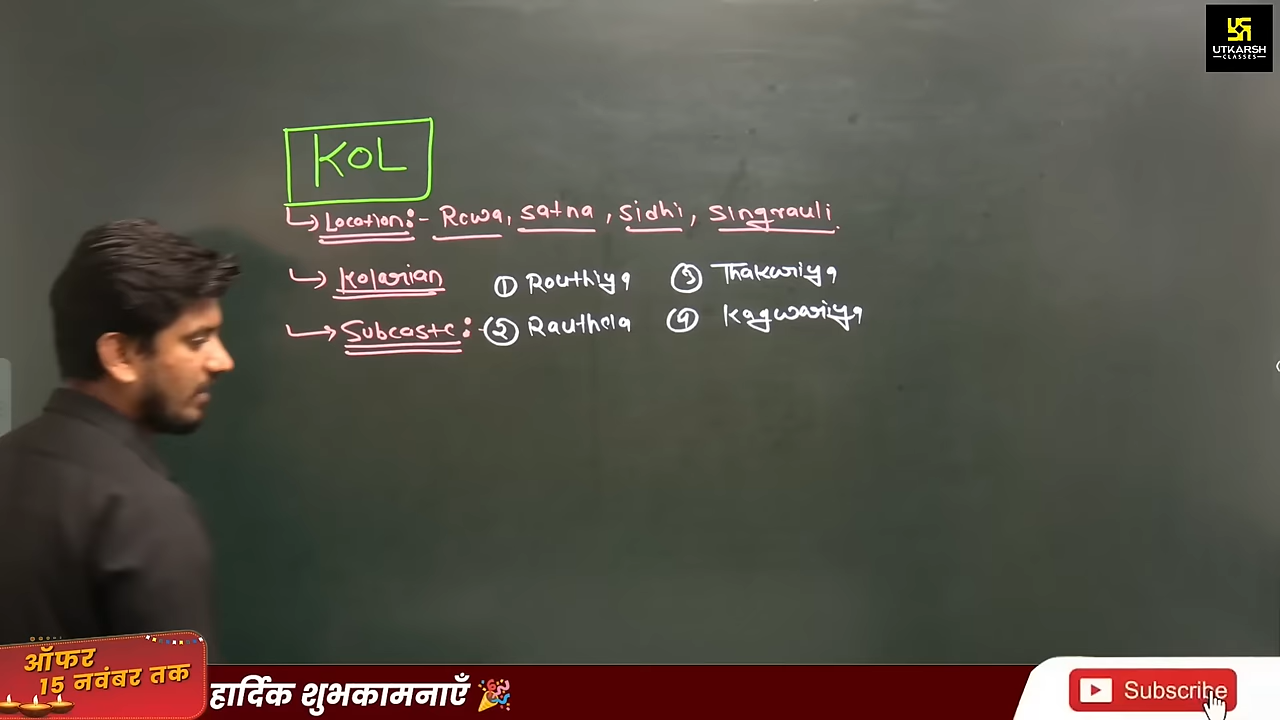 UTKARSH
CLASSES
KOL
Location:- Rewa, Satna, Sidhi, Singrauli.
Kolarian ① Routhiya ③ Thakuriya
Subcaste:- ② Rauthela ④ Kagwariya
ऑफर
15 नवंबर तक
हार्दिक शुभकामनाएँ 🎉
Subscribe